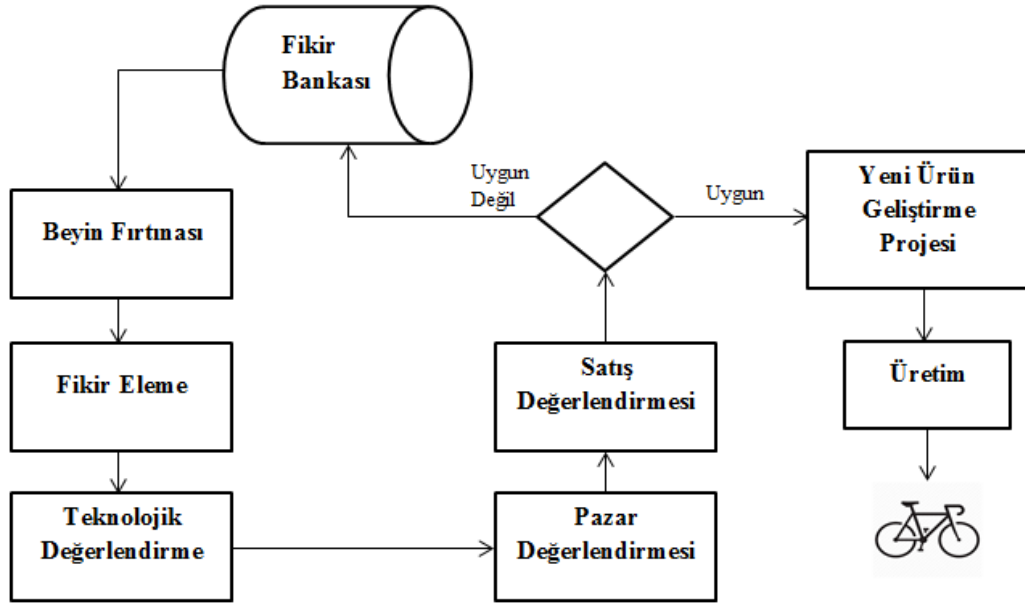 Fikir
Bankası
Beyin Fırtınası
Fikir Eleme
Teknolojik
Değerlendirme
Pazar
Değerlendirmesi
Satış
Değerlendirmesi
Uygun
Değil
Uygun
Yeni Ürün
Geliştirme
Projesi
Üretim